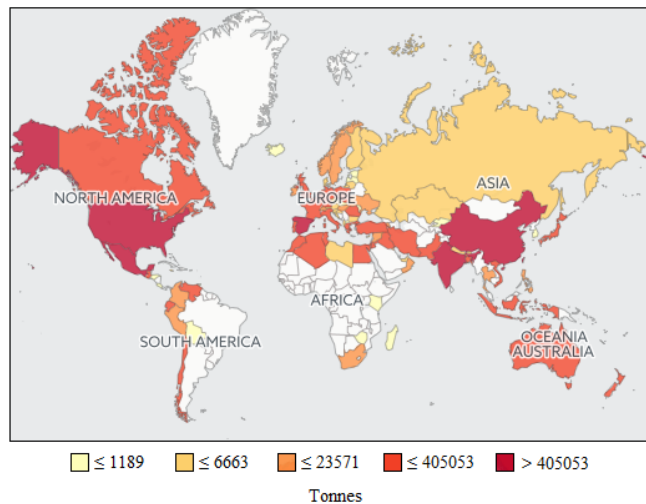 NORTH AMERICA
EUROPE
ASIA
AFRICA
SOUTH AMERICA
OCEANIA
AUSTRALIA
≤ 1189 ≤ 6663 ≤ 23571 ≤ 405053 > 405053
Tonnes